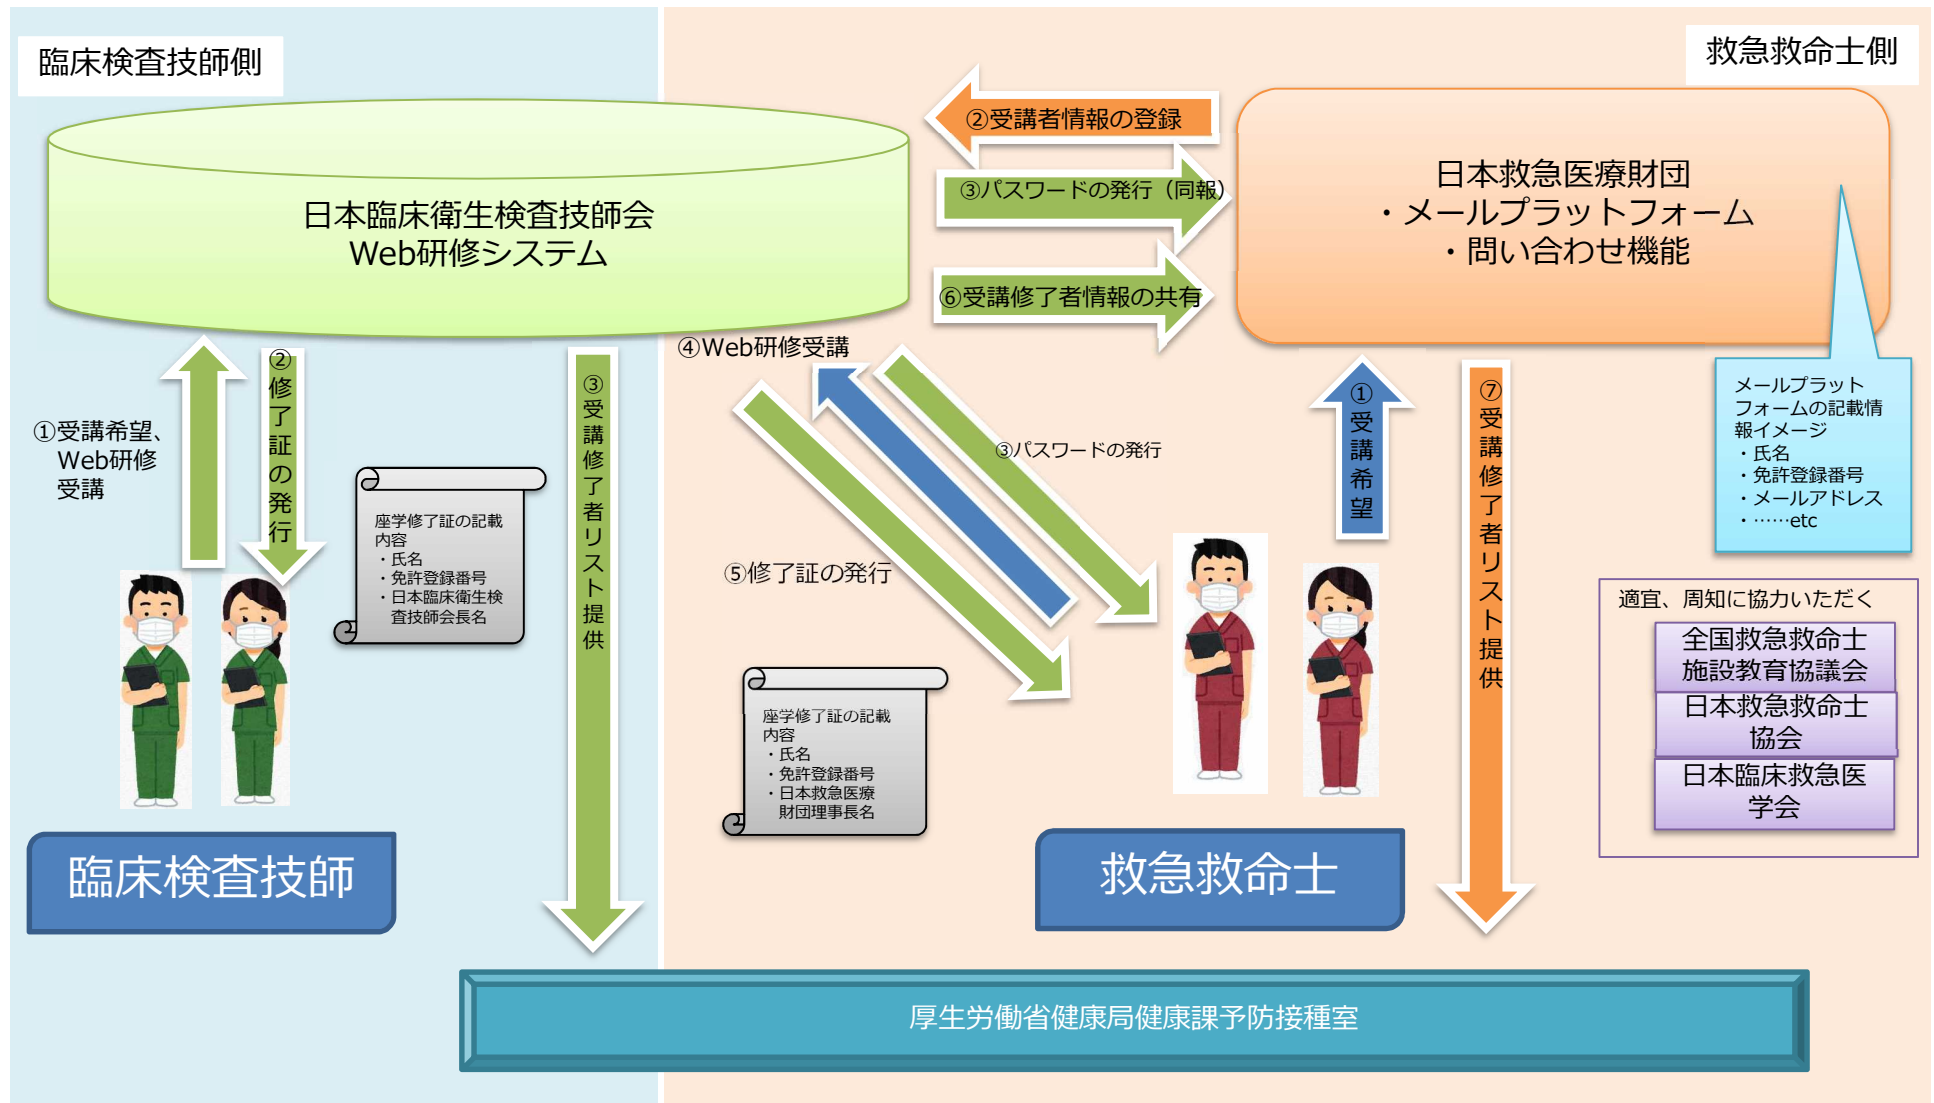 臨床検査技師側
救急救命士側
日本臨床衛生検査技師会
Web研修システム
②受講者情報の登録
③パスワードの発行（同報）
⑥受講修了者情報の共有
日本救急医療財団
・メールプラットフォーム
・問い合わせ機能
①受講希望、
Web研修
受講
②修了証の発行
③受講修了者リスト提供
④Web研修受講
③パスワードの発行
⑤修了証の発行
①受講希望
⑦受講修了者リスト提供
メールプラット
フォームの記載情
報イメージ
・氏名
・免許登録番号
・メールアドレス
・……etc
座学修了証の記載
内容
・氏名
・免許登録番号
・日本臨床衛生検
査技師会長名
座学修了証の記載
内容
・氏名
・免許登録番号
・日本救急医療
財団理事長名
適宜、周知に協力いただく
全国救急救命士
施設教育協議会
日本救急救命士
協会
日本臨床救急医
学会
臨床検査技師
救急救命士
厚生労働省健康局健康課予防接種室